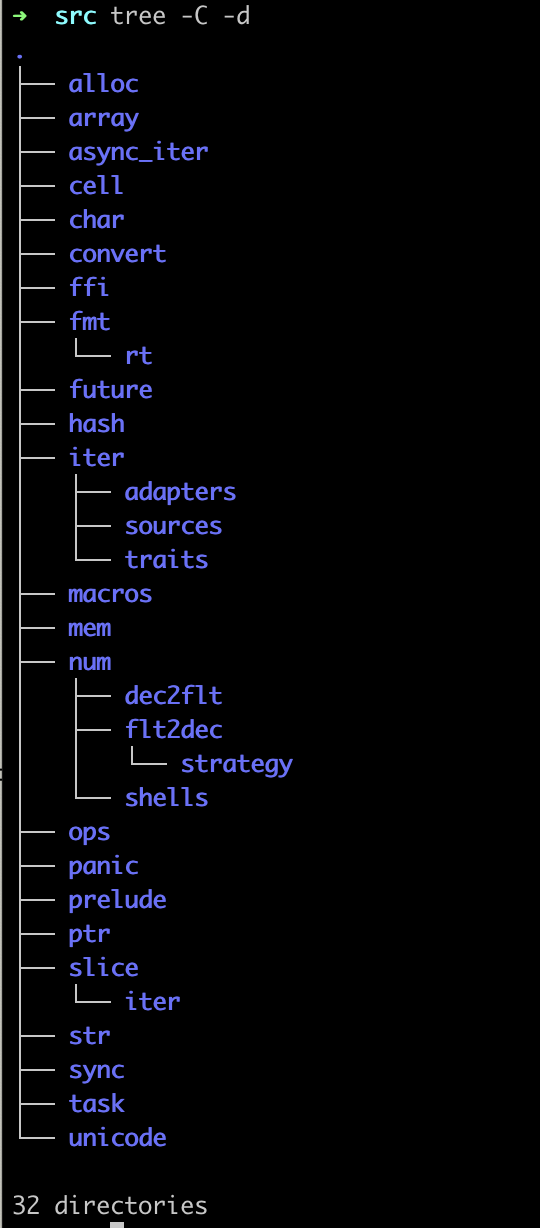 ➜  src tree -C -d
.
├── alloc
├── array
├── async_iter
├── cell
├── char
├── convert
├── ffi
├── fmt
│   └── rt
├── future
├── hash
├── iter
│   ├── adapters
│   ├── sources
│   └── traits
├── macros
├── mem
├── num
│   ├── dec2flt
│   ├── flt2dec
│   │   └── strategy
│   └── shells
├── ops
├── panic
├── prelude
├── ptr
├── slice
│   └── iter
├── str
├── sync
├── task
└── unicode

32 directories